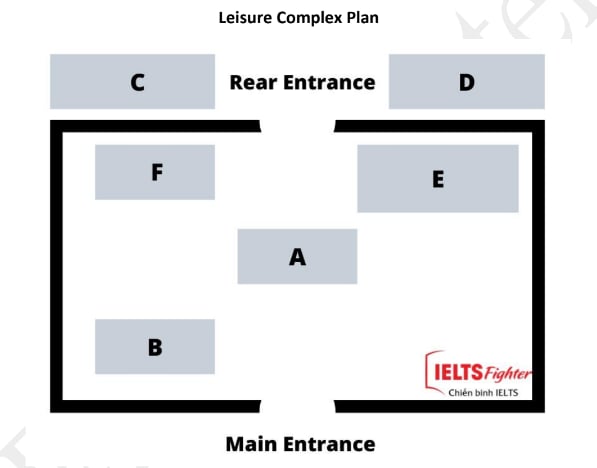 Leisure Complex Plan
C
Rear Entrance
D
F
E
A
B
IELTS Fighter
Chiến binh IELTS
Main Entrance